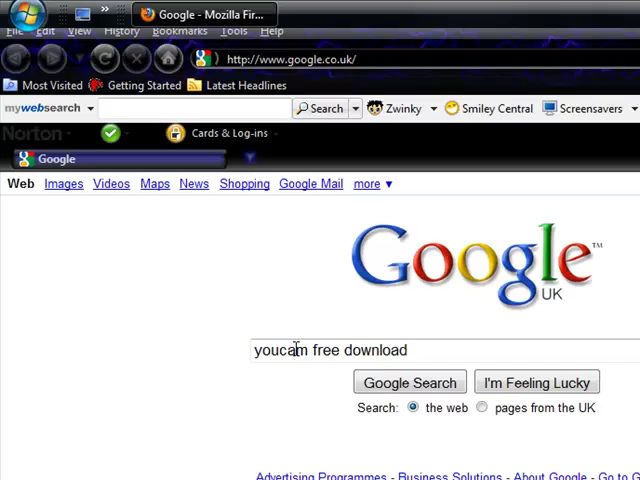 Google - Mozilla Fir...
File Edit View History Bookmarks Tools Help
http://www.google.co.uk/
Most Visited Getting Started Latest Headlines
mywebsearch Search Zwinky Smiley Central Screensavers
Norton Cards & Log-ins
Google
Web Images Videos Maps News Shopping Google Mail more ▼
Google™
UK
youcam free download
Google Search I'm Feeling Lucky
Search: the web pages from the UK
Advertising Programmes - Business Solutions - About Google - Go to G